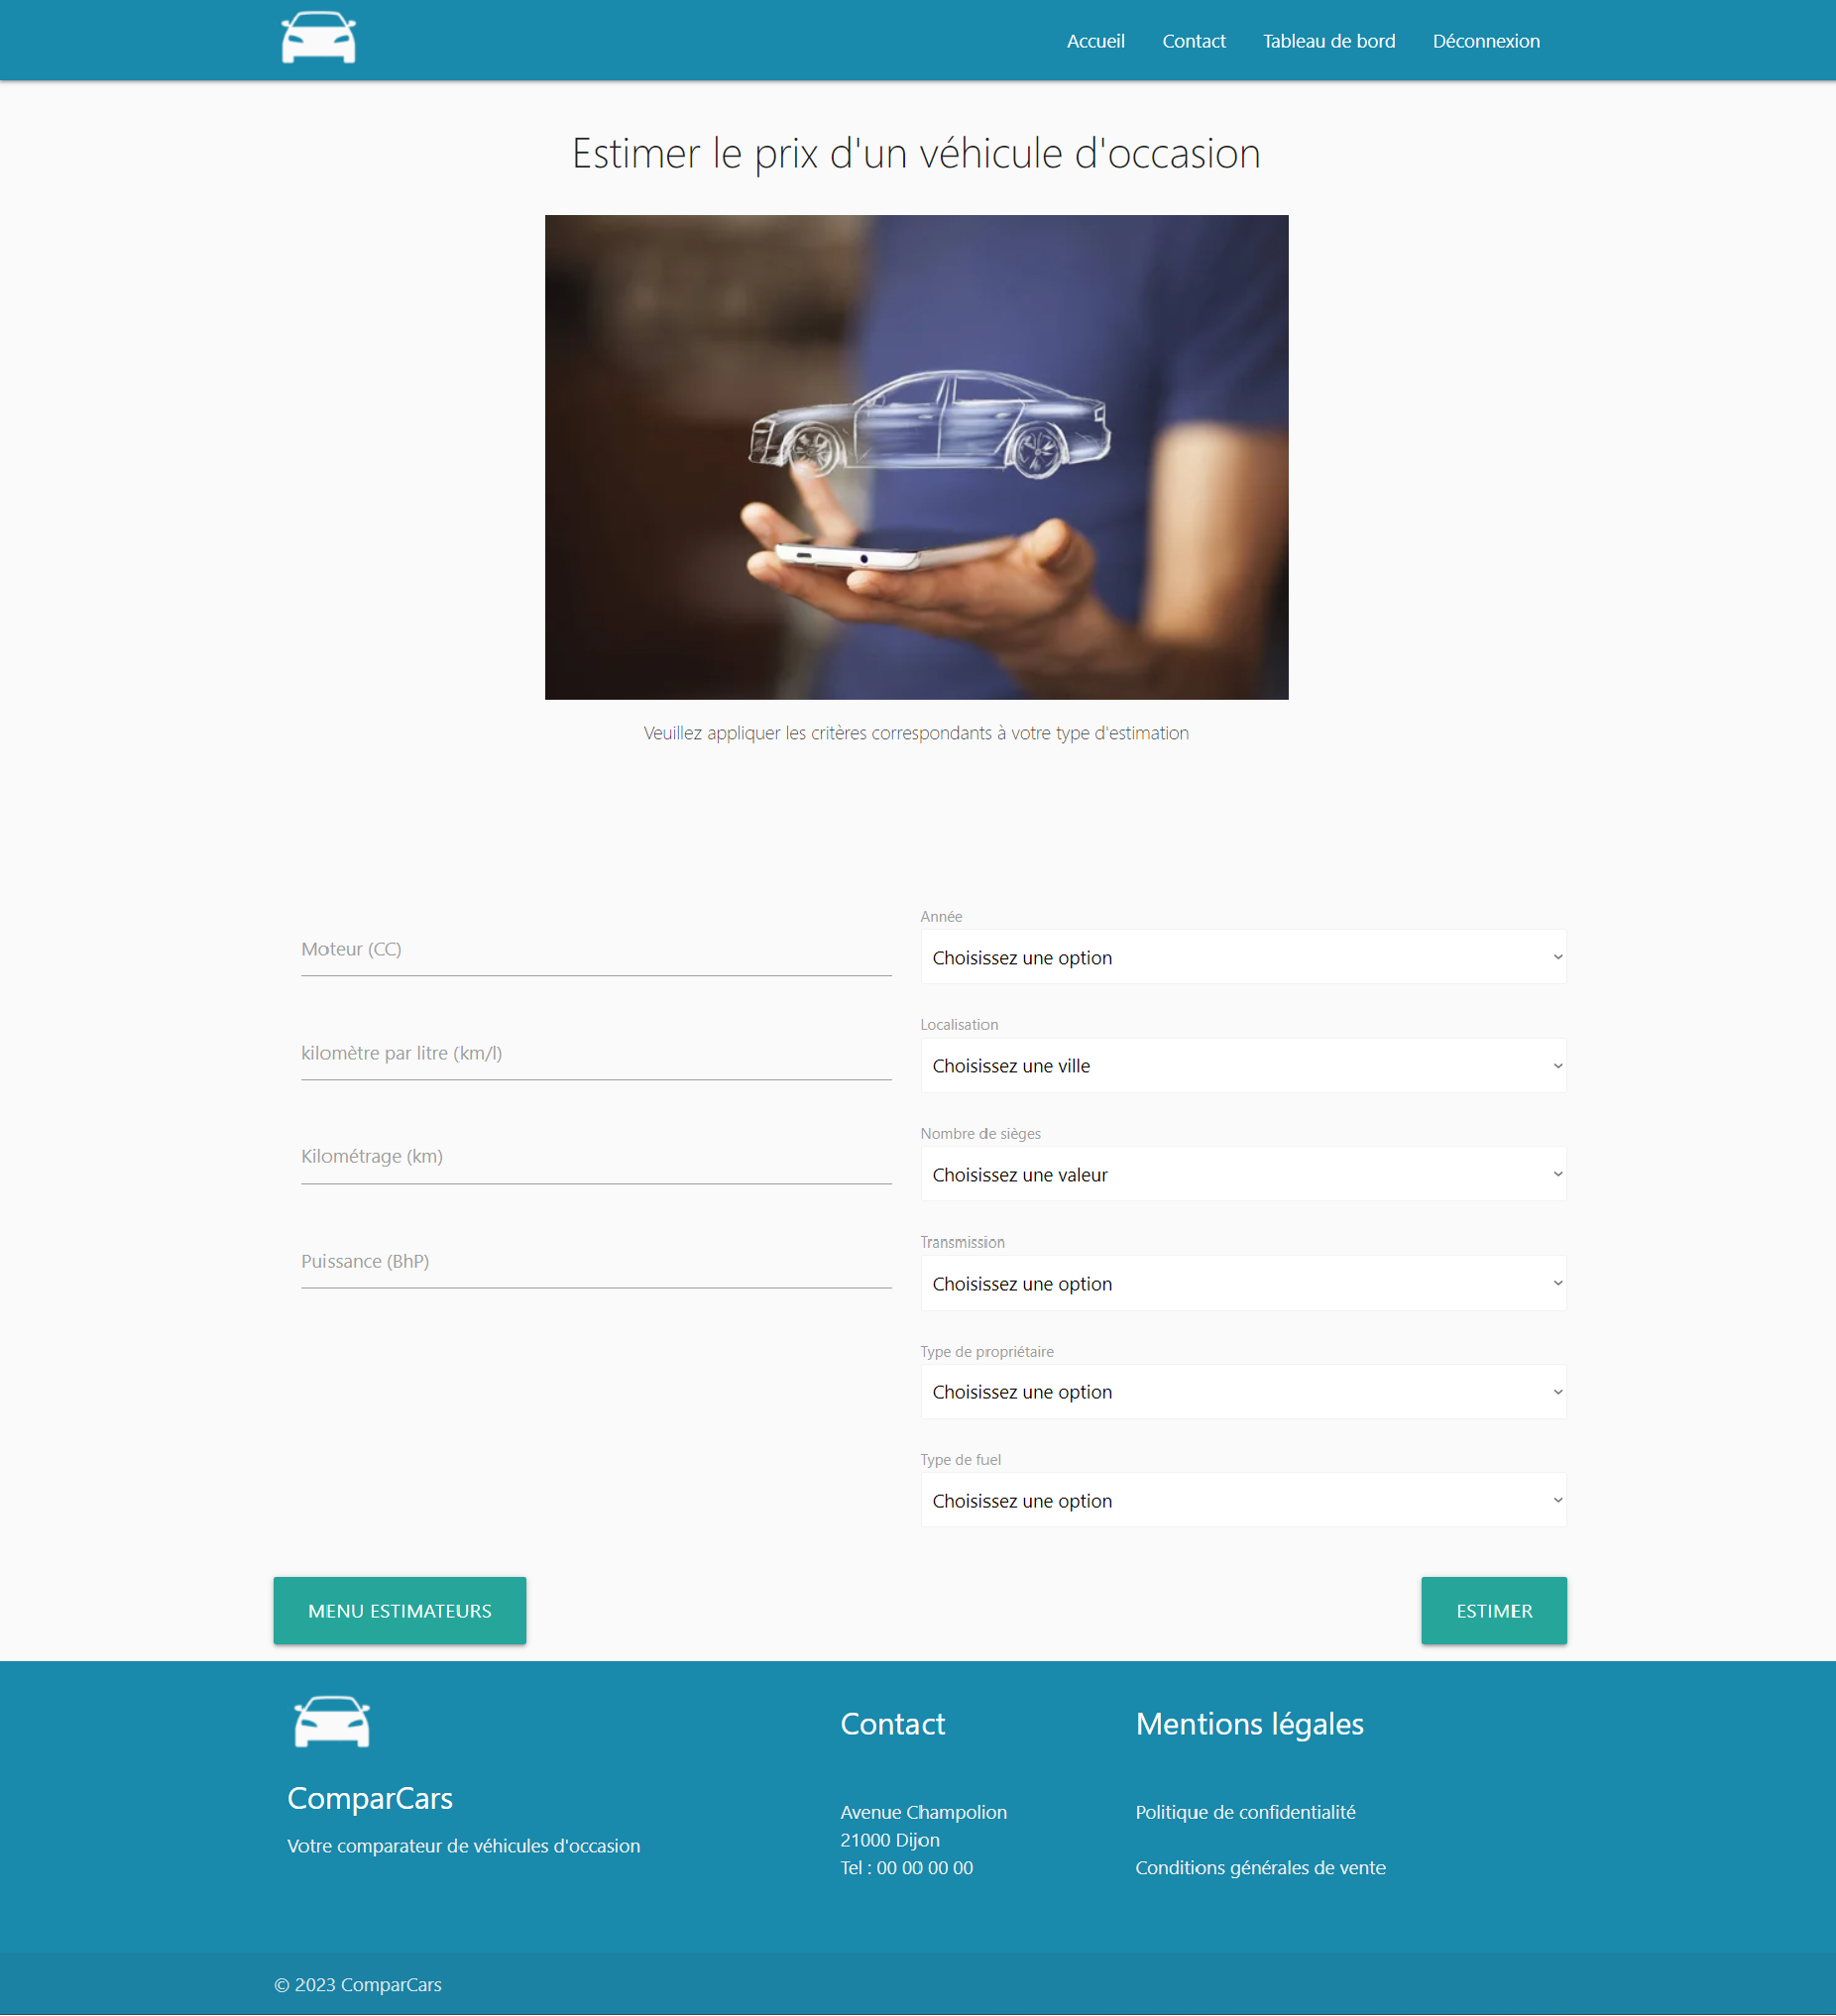 Accueil Contact Tableau de bord Déconnexion
Estimer le prix d'un véhicule d'occasion
Veuillez appliquer les critères correspondants à votre type d'estimation
Moteur (CC)
kilomètre par litre (km/l)
Kilométrage (km)
Puissance (BhP)
Année
Choisissez une option
Localisation
Choisissez une ville
Nombre de sièges
Choisissez une valeur
Transmission
Choisissez une option
Type de propriétaire
Choisissez une option
Type de fuel
Choisissez une option
MENU ESTIMATEURS
ESTIMER
ComparCars
Votre comparateur de véhicules d'occasion
Contact
Avenue Champolion
21000 Dijon
Tel : 00 00 00 00
Mentions légales
Politique de confidentialité
Conditions générales de vente
© 2023 ComparCars